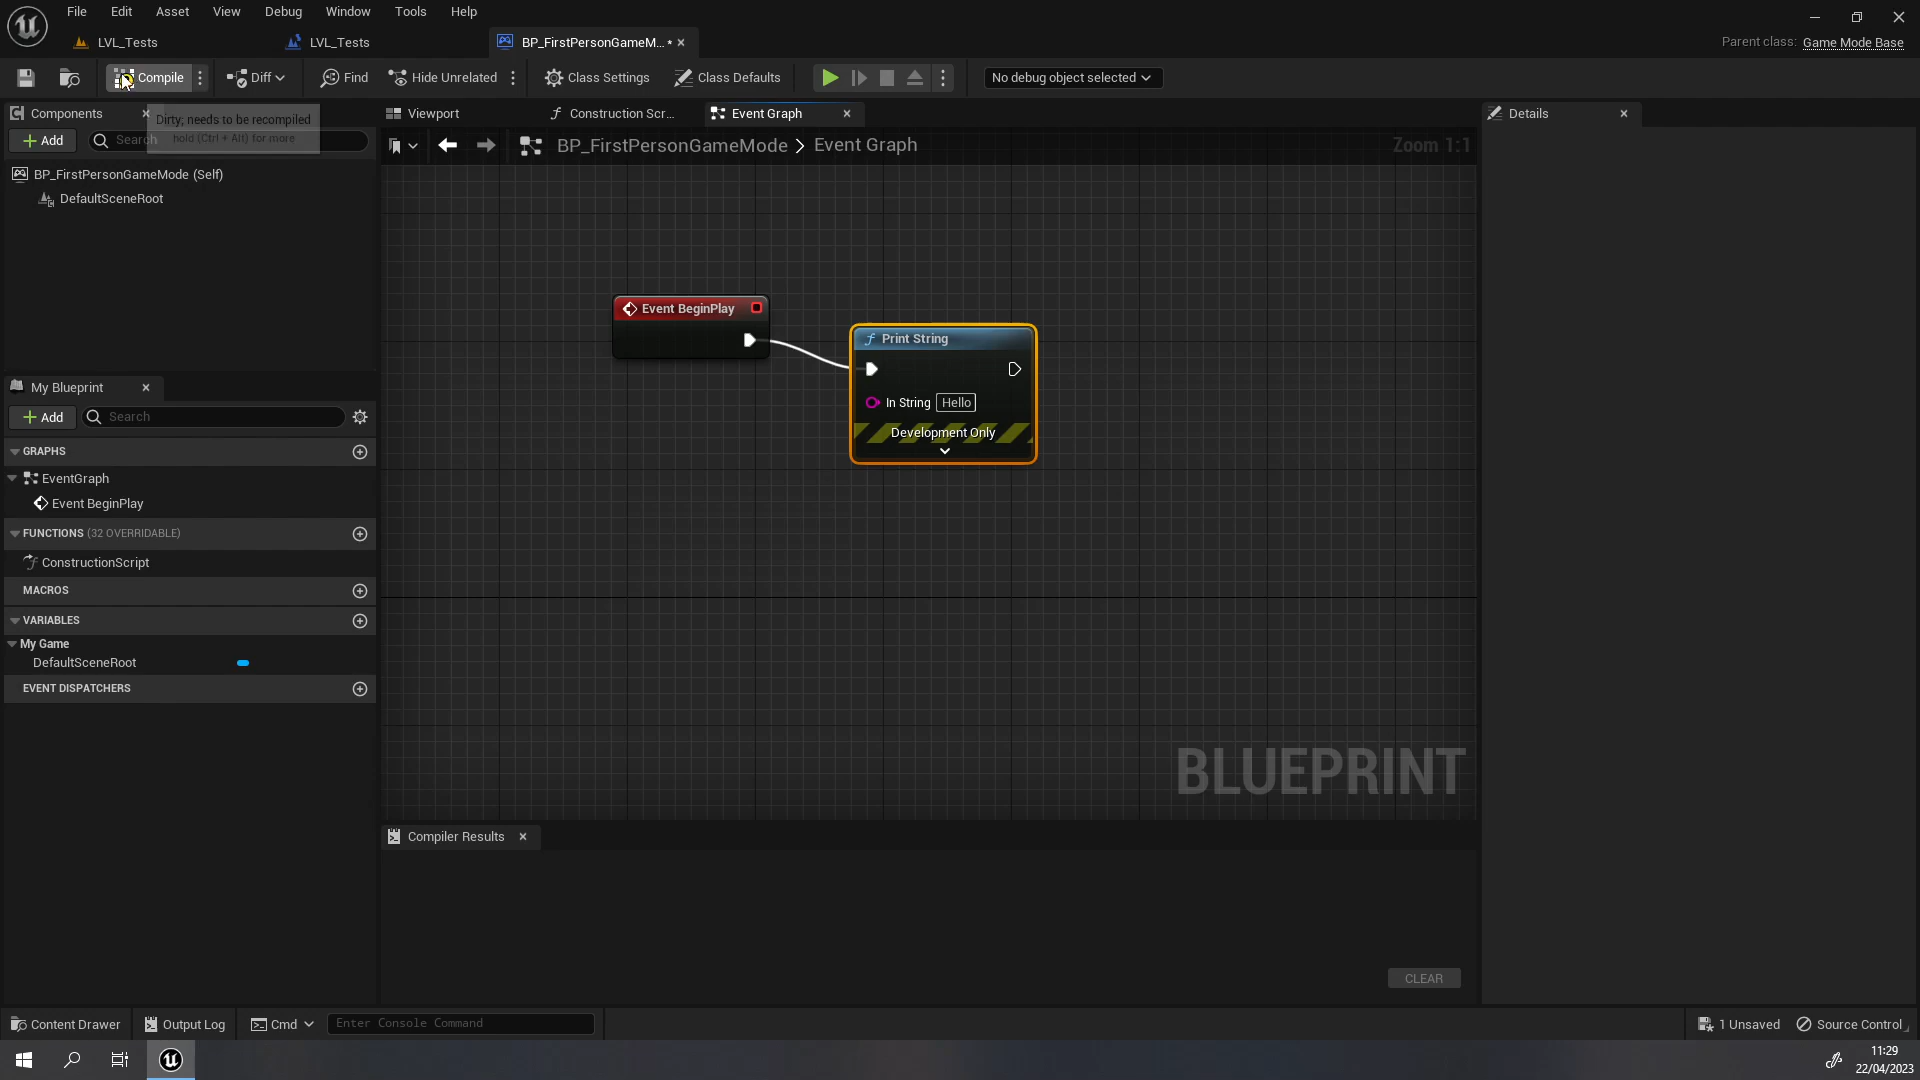 File Edit Asset View Debug Window Tools Help
LVL_Tests LVL_Tests BP_FirstPersonGameM... •
Parent class: Game Mode Base
Compile Diff Find Hide Unrelated Class Settings Class Defaults No debug object selected
Components Viewport Construction Scr... Event Graph Details
Dirty; needs to be recompiled
hold (Ctrl + Alt) for more
Add Search
BP_FirstPersonGameMode > Event Graph Zoom 1:1
BP_FirstPersonGameMode (Self)
DefaultSceneRoot
Event BeginPlay
Print String
In String Hello
Development Only
My Blueprint
Add Search
GRAPHS
EventGraph
Event BeginPlay
FUNCTIONS (32 OVERRIDABLE)
ConstructionScript
MACROS
VARIABLES
My Game
DefaultSceneRoot
EVENT DISPATCHERS
BLUEPRINT
Compiler Results
CLEAR
Content Drawer Output Log Cmd Enter Console Command 1 Unsaved Source Control
11:29
22/04/2023